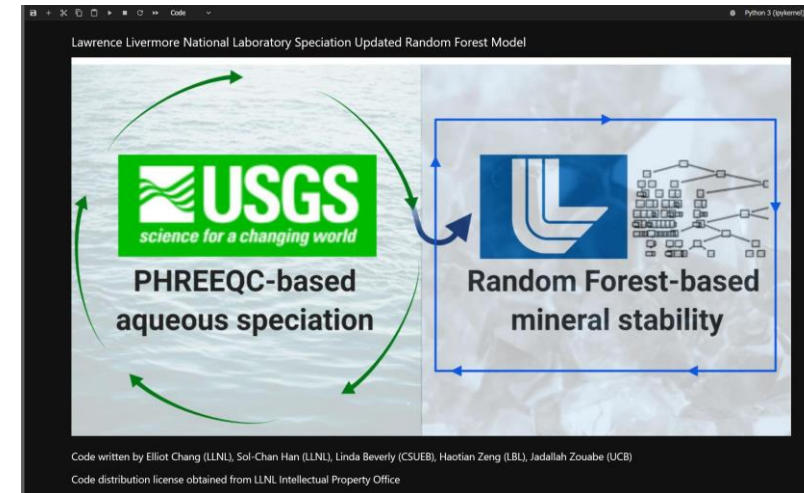 Code
Python 3 (ipykernel)
Lawrence Livermore National Laboratory Speciation Updated Random Forest Model
USGS
science for a changing world
PHREEQC-based
aqueous speciation
Random Forest-based
mineral stability
Code written by Elliot Chang (LLNL), Sol-Chan Han (LLNL), Linda Beverly (CSUEB), Haotian Zeng (LBL), Jadallah Zouabe (UCB)
Code distribution license obtained from LLNL Intellectual Property Office